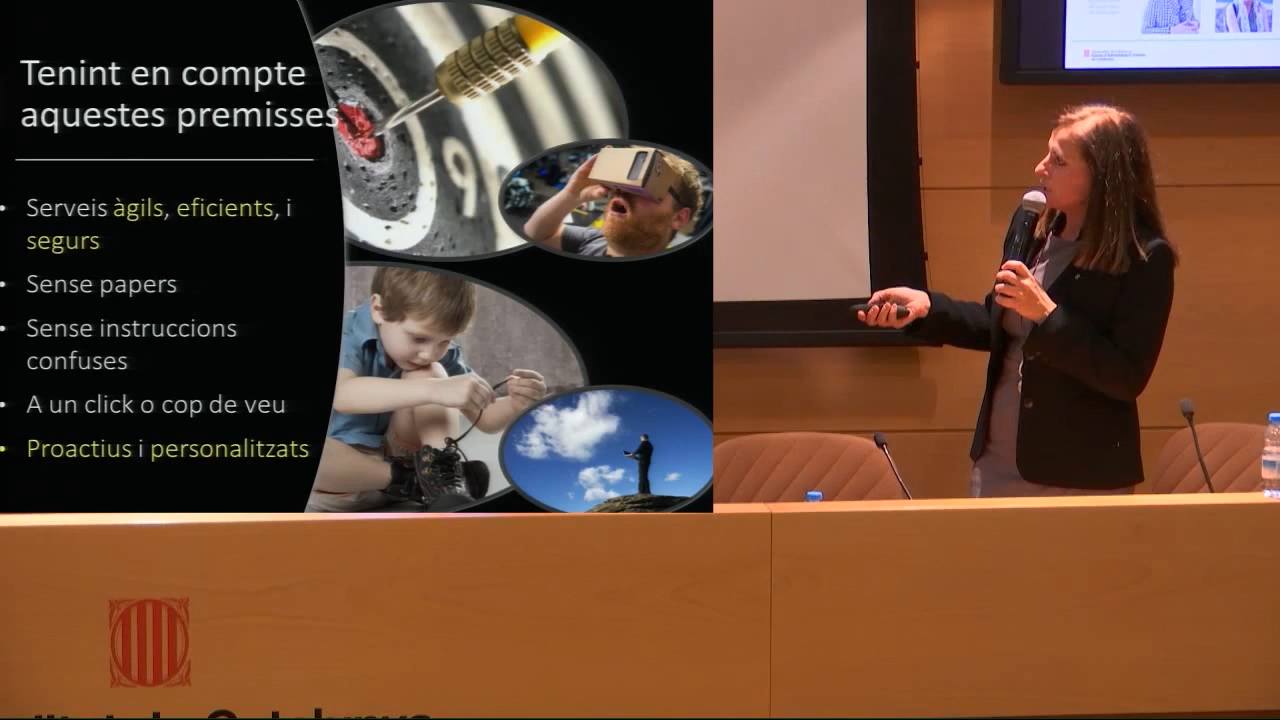 Tenint en compte
aquestes premisses
• Serveis àgils, eficients, i
segurs
• Sense papers
• Sense instruccions
confuses
• A un click o cop de veu
• Proactius i personalitzats
9